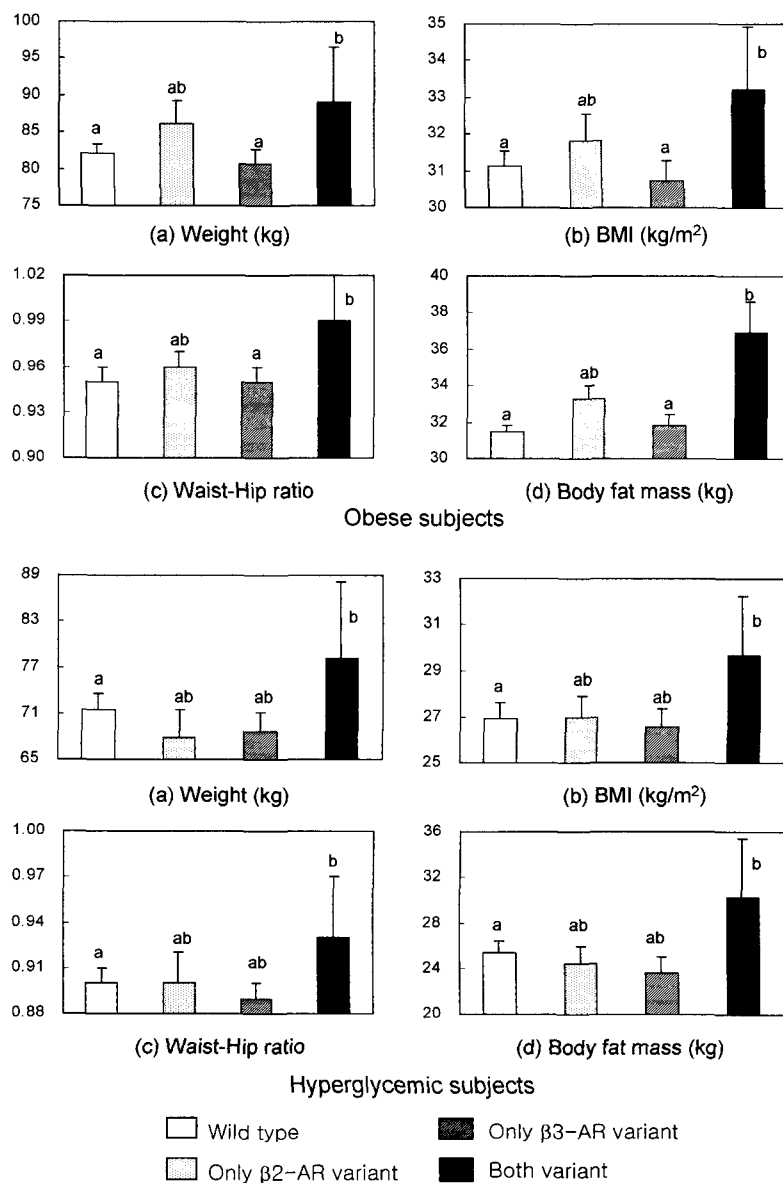 100
95
90
85
80
75
a
ab
a
b
(a) Weight (kg)
35
34
33
32
31
30
a
ab
a
b
(b) BMI (kg/m²)
1.02
0.99
0.96
0.93
0.90
a
ab
a
b
(c) Waist-Hip ratio
40
38
36
34
32
30
a
ab
a
b
(d) Body fat mass (kg)
Obese subjects
89
83
77
71
65
a
ab
ab
b
(a) Weight (kg)
33
31
29
27
25
a
ab
ab
b
(b) BMI (kg/m²)
1.00
0.97
0.94
0.91
0.88
a
ab
ab
b
(c) Waist-Hip ratio
36
32
28
24
20
a
ab
ab
b
(d) Body fat mass (kg)
Hyperglycemic subjects
Wild type
Only β3-AR variant
Only β2-AR variant
Both variant